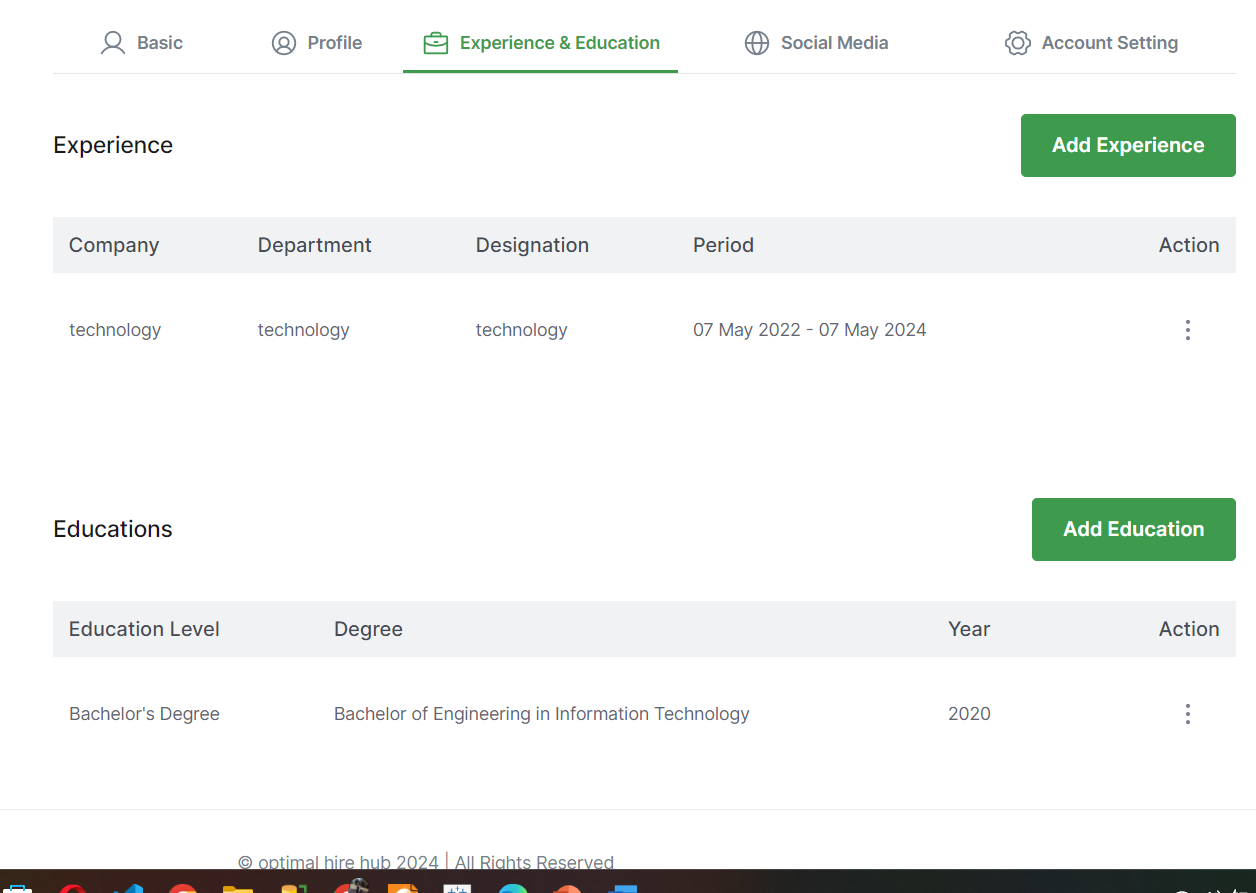 Basic Profile Experience & Education Social Media Account Setting
Experience Add Experience
Company Department Designation Period Action
technology technology technology 07 May 2022 - 07 May 2024
Educations Add Education
Education Level Degree Year Action
Bachelor's Degree Bachelor of Engineering in Information Technology 2020
© optimal hire hub 2024 | All Rights Reserved